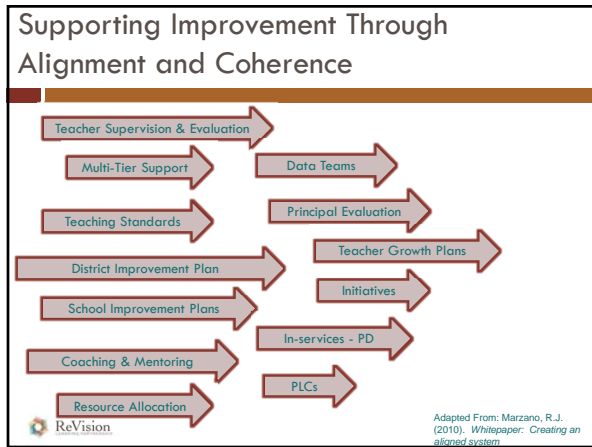 Supporting Improvement Through
Alignment and Coherence
Teacher Supervision & Evaluation
Multi-Tier Support
Data Teams
Teaching Standards
Principal Evaluation
Teacher Growth Plans
District Improvement Plan
Initiatives
School Improvement Plans
In-services - PD
Coaching & Mentoring
PLCs
Resource Allocation
ReVision
LEARNING PARTNERSHIP
Adapted From: Marzano, R.J.
(2010). Whitepaper: Creating an
aligned system